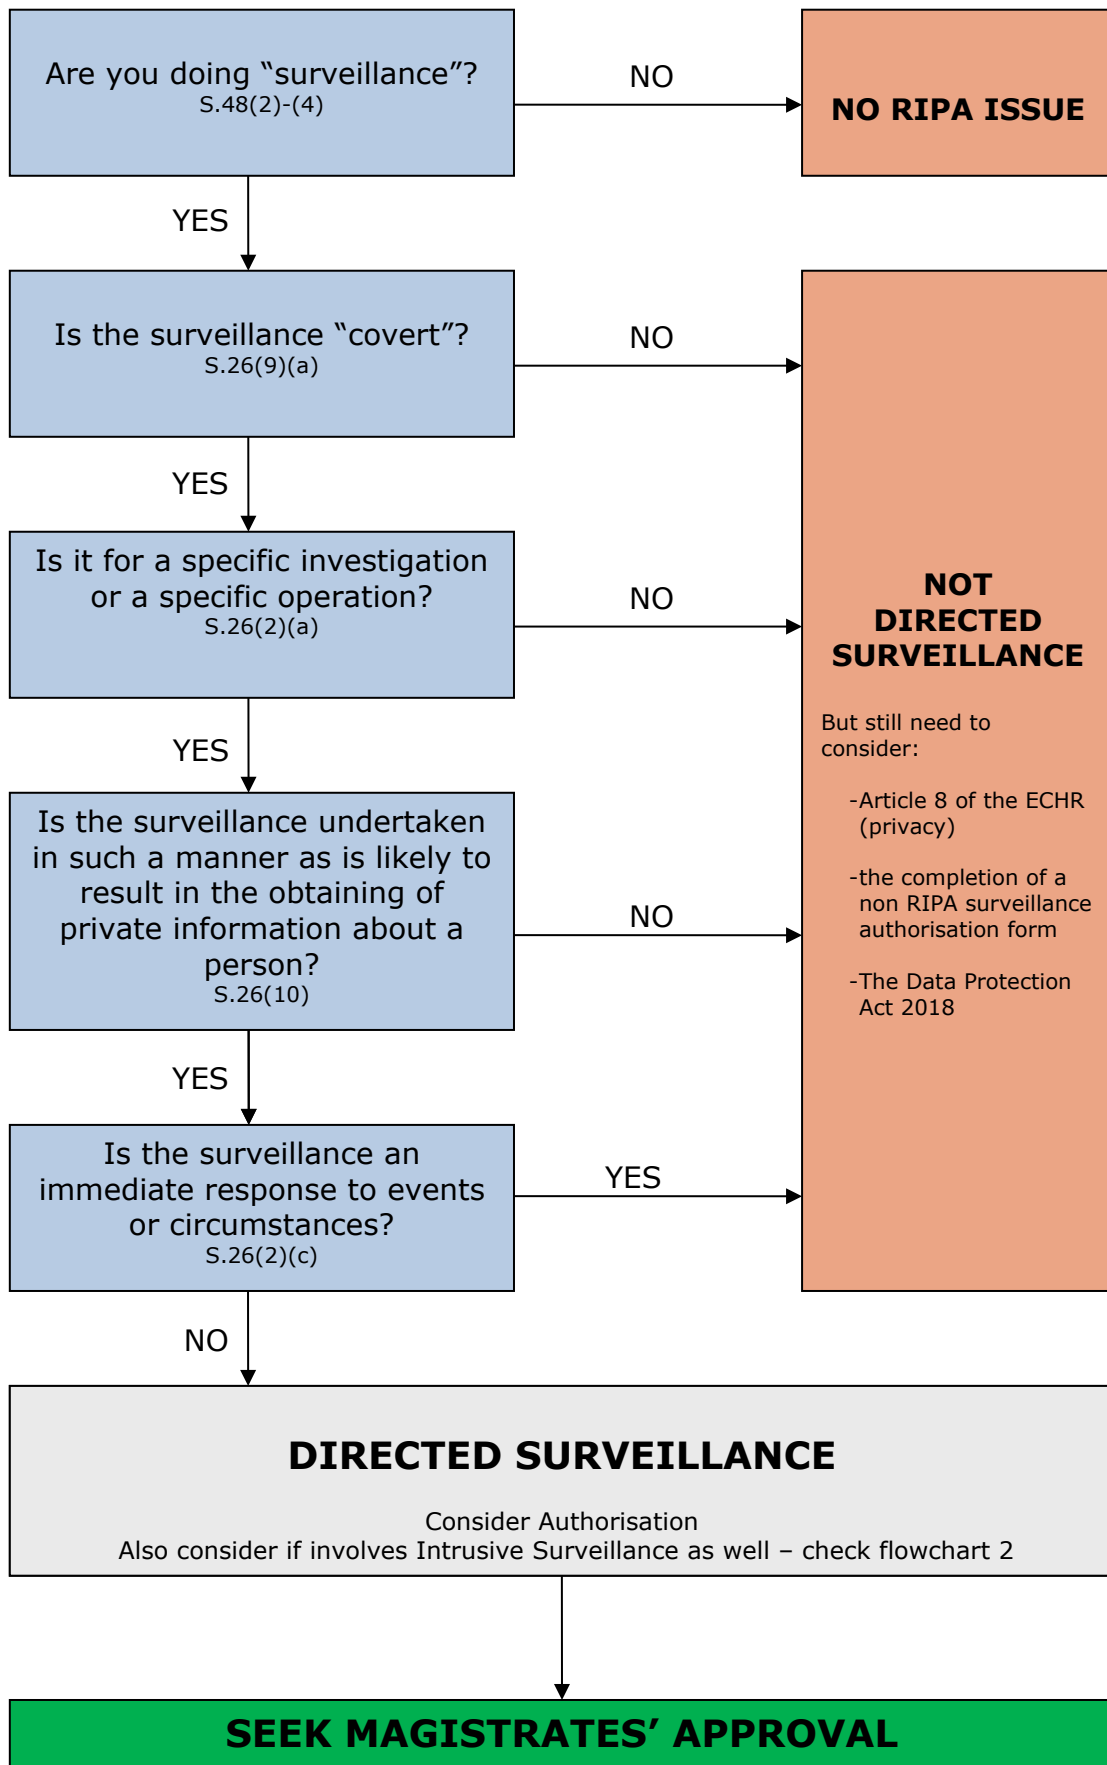 Are you doing “surveillance”?
S.48(2)-(4)
NO
NO RIPA ISSUE
YES
Is the surveillance “covert”?
S.26(9)(a)
NO
YES
Is it for a specific investigation
or a specific operation?
S.26(2)(a)
NO
YES
Is the surveillance undertaken
in such a manner as is likely to
result in the obtaining of
private information about a
person?
S.26(10)
NO
YES
Is the surveillance an
immediate response to events
or circumstances?
S.26(2)(c)
YES
NOT
DIRECTED
SURVEILLANCE
But still need to
consider:
-Article 8 of the ECHR
(privacy)
-the completion of a
non RIPA surveillance
authorisation form
-The Data Protection
Act 2018
NO
DIRECTED SURVEILLANCE
Consider Authorisation
Also consider if involves Intrusive Surveillance as well – check flowchart 2
SEEK MAGISTRATES’ APPROVAL